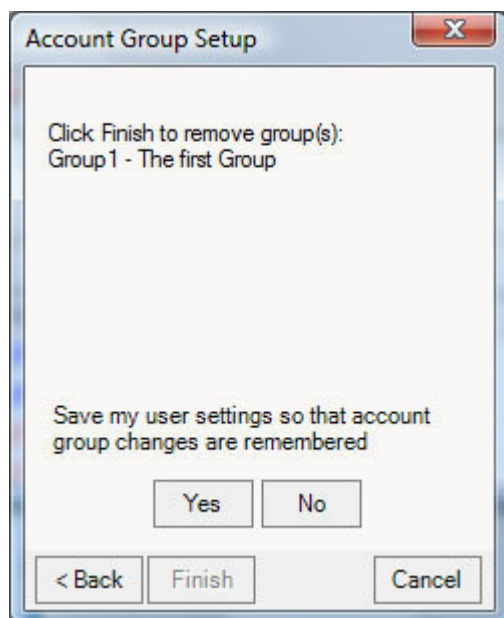 Account Group Setup
Click Finish to remove group(s):
Group1 - The first Group
Save my user settings so that account
group changes are remembered
Yes No
< Back Finish Cancel